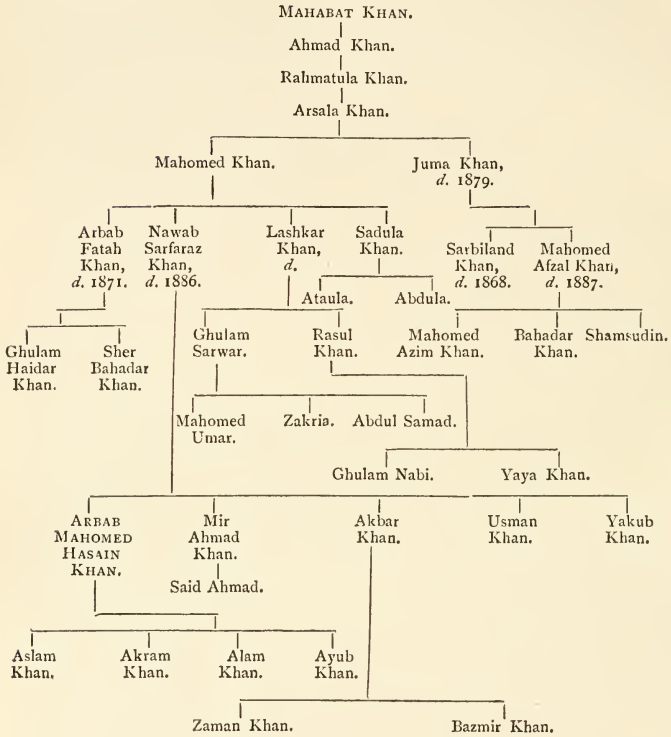 MAHABAT KHAN.
Ahmad Khan.
Rahmatula Khan.
Arsala Khan.
Mahomed Khan.
Juma Khan,
d. 1879.
Arbab
Fatah
Khan,
d. 1871.
Nawab
Sarfaraz
Khan,
d. 1886.
Lashkar
Khan,
d.
Sadula
Khan.
Sarbiland
Khan,
d. 1868.
Mahomed
Afzal Khan,
d. 1887.
Ataula.
Abdula.
Ghulam
Haidar
Khan.
Sher
Bahadar
Khan.
Ghulam
Sarwar.
Rasul
Khan.
Mahomed
Azim Khan.
Bahadar
Khan.
Shamsudin.
Mahomed
Umar.
Zakria.
Abdul Samad.
Ghulam Nabi.
Yaya Khan.
ARBAB
MAHOMED
HASAIN
KHAN.
Mir
Ahmad
Khan.
Akbar
Khan.
Usman
Khan.
Yakub
Khan.
Said Ahmad.
Aslam
Khan.
Akram
Khan.
Alam
Khan.
Ayub
Khan.
Zaman Khan.
Bazmir Khan.